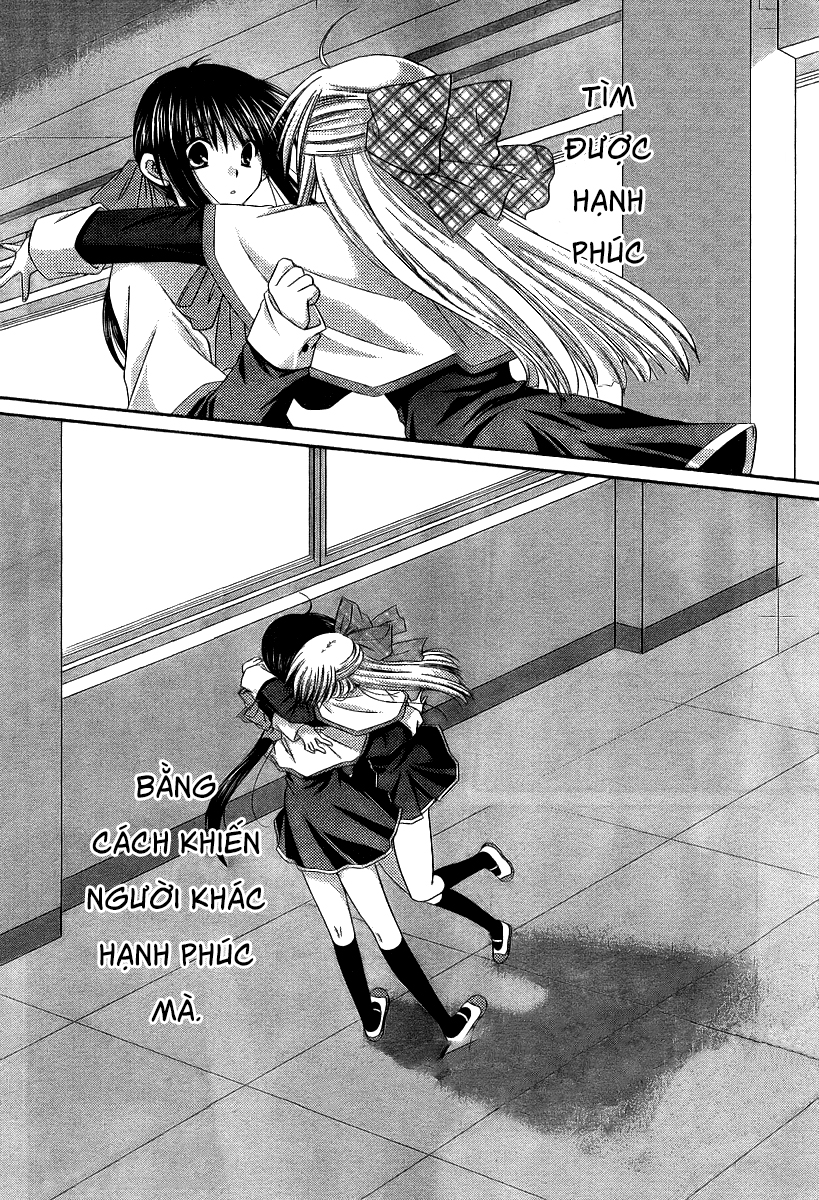 TÌM
ĐƯỢC
HẠNH
PHÚC
BẰNG
CÁCH KHIẾN
NGƯỜI KHÁC
HẠNH PHÚC
MÀ.